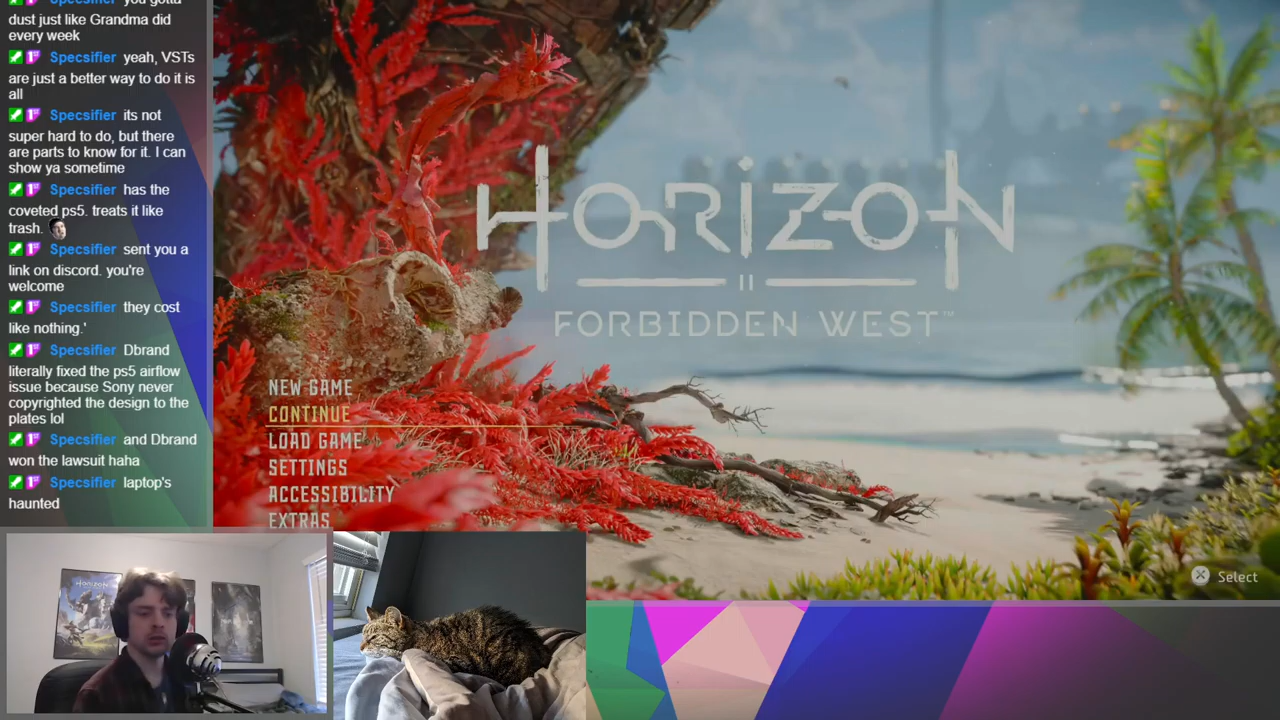 you gotta
dust just like Grandma did
every week
Specsifier yeah, VSTs
are just a better way to do it is
all
Specsifier its not
super hard to do, but there
are parts to know for it. I can
show ya sometime
Specsifier has the
coveted ps5. treats it like
trash.
Specsifier sent you a
link on discord. you're
welcome
Specsifier they cost
like nothing.'
Specsifier Dbrand
literally fixed the ps5 airflow
issue because Sony never
copyrighted the design to the
plates lol
Specsifier and Dbrand
won the lawsuit haha
Specsifier laptop's
haunted
HORIZON
II
FORBIDDEN WEST™
NEW GAME
CONTINUE
LOAD GAME
SETTINGS
ACCESSIBILITY
EXTRAS
Select
HORIZON